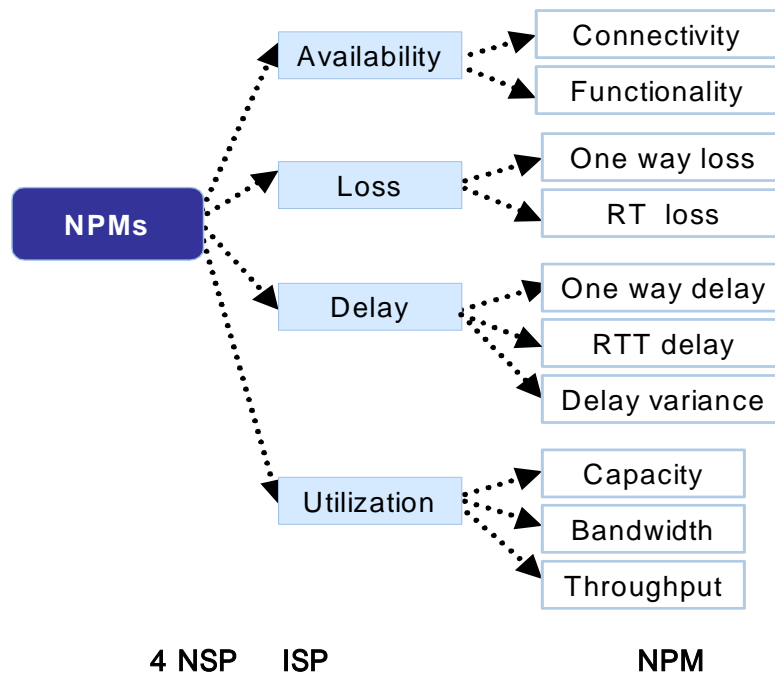 NPMs
Availability
Connectivity
Functionality
Loss
One way loss
RT loss
Delay
One way delay
RTT delay
Delay variance
Utilization
Capacity
Bandwidth
Throughput
4 NSP ISP NPM